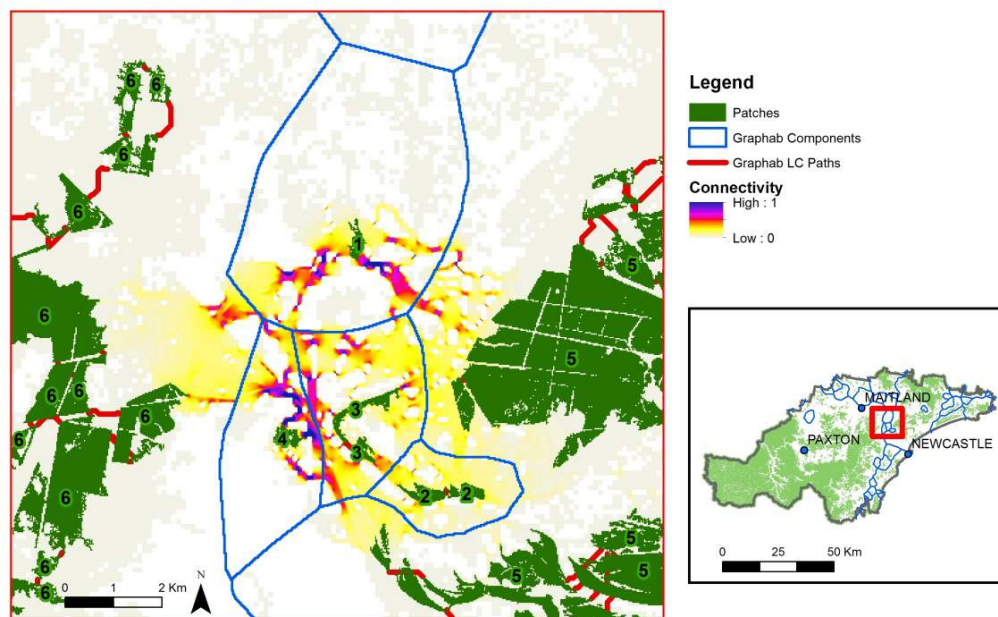 Legend
Patches
Graphab Components
Graphab LC Paths
Connectivity
High : 1
Low : 0
6
6
6
6
1
5
6
5
6
6
6
3
6
4
3
6
2
2
5
6
5
5
6
0 1 2 Km
N
MAITLAND
PAXTON
NEWCASTLE
0 25 50 Km